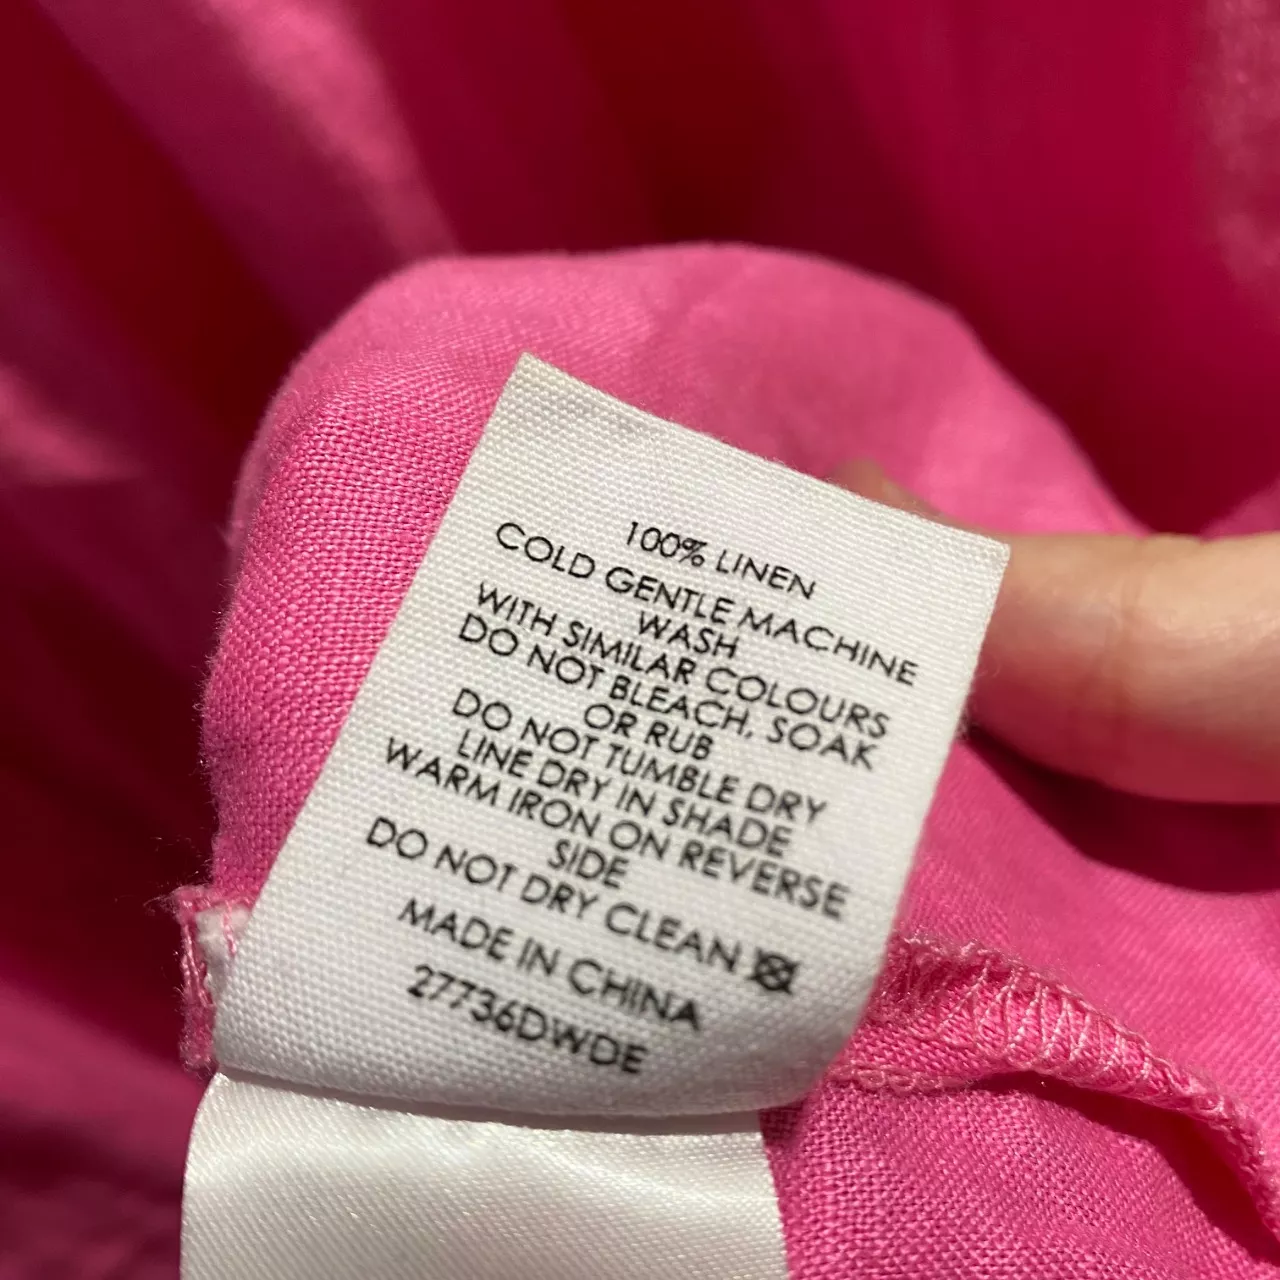 100% LINEN
COLD GENTLE MACHINE
WASH
WITH SIMILAR COLOURS
DO NOT BLEACH, SOAK
OR RUB
DO NOT TUMBLE DRY
LINE DRY IN SHADE
WARM IRON ON REVERSE
SIDE
DO NOT DRY CLEAN
MADE IN CHINA
27736DWDE